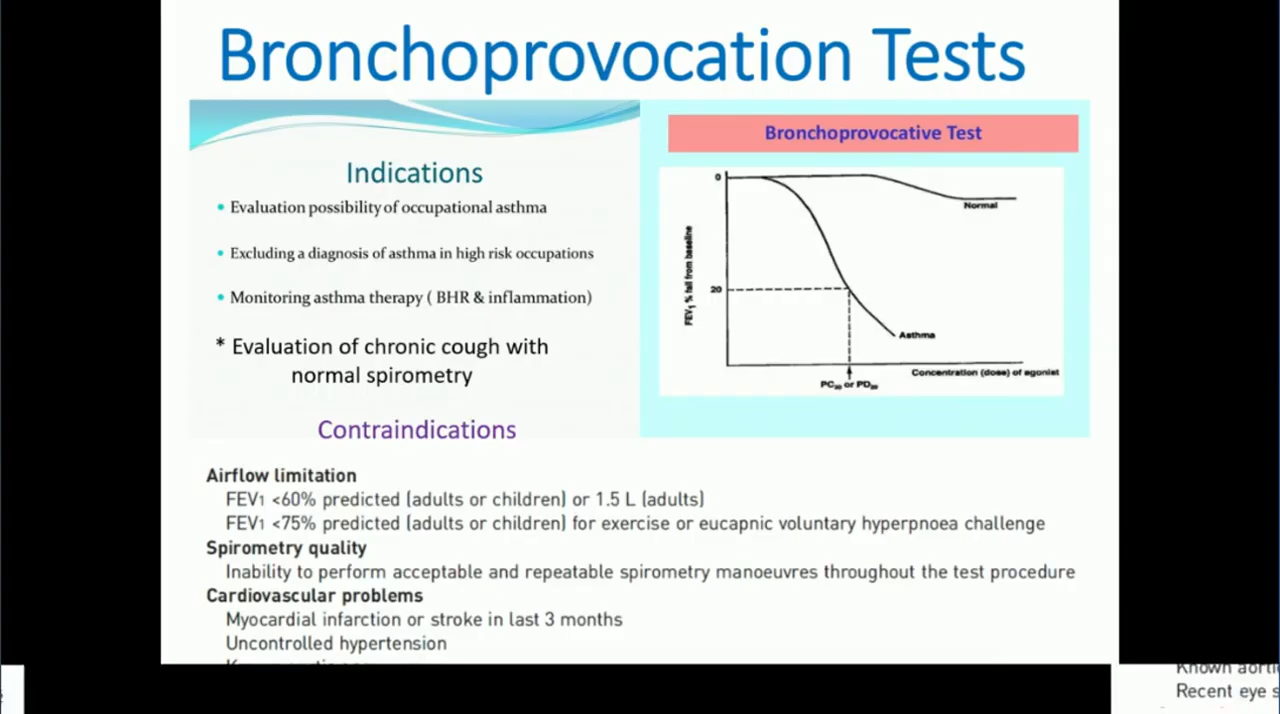 Bronchoprovocation Tests
Indications
• Evaluation possibility of occupational asthma
• Excluding a diagnosis of asthma in high risk occupations
• Monitoring asthma therapy ( BHR & inflammation)
* Evaluation of chronic cough with
normal spirometry
Bronchoprovocative Test
0
Normal
FEV1 % fall from baseline
20
Asthma
Concentration (dose) of agonist
PC20 or PD20
Contraindications
Airflow limitation
FEV1 <60% predicted (adults or children) or 1.5 L (adults)
FEV1 <75% predicted (adults or children) for exercise or eucapnic voluntary hyperpnoea challenge
Spirometry quality
Inability to perform acceptable and repeatable spirometry manoeuvres throughout the test procedure
Cardiovascular problems
Myocardial infarction or stroke in last 3 months
Uncontrolled hypertension
Known aorti
Recent eye s